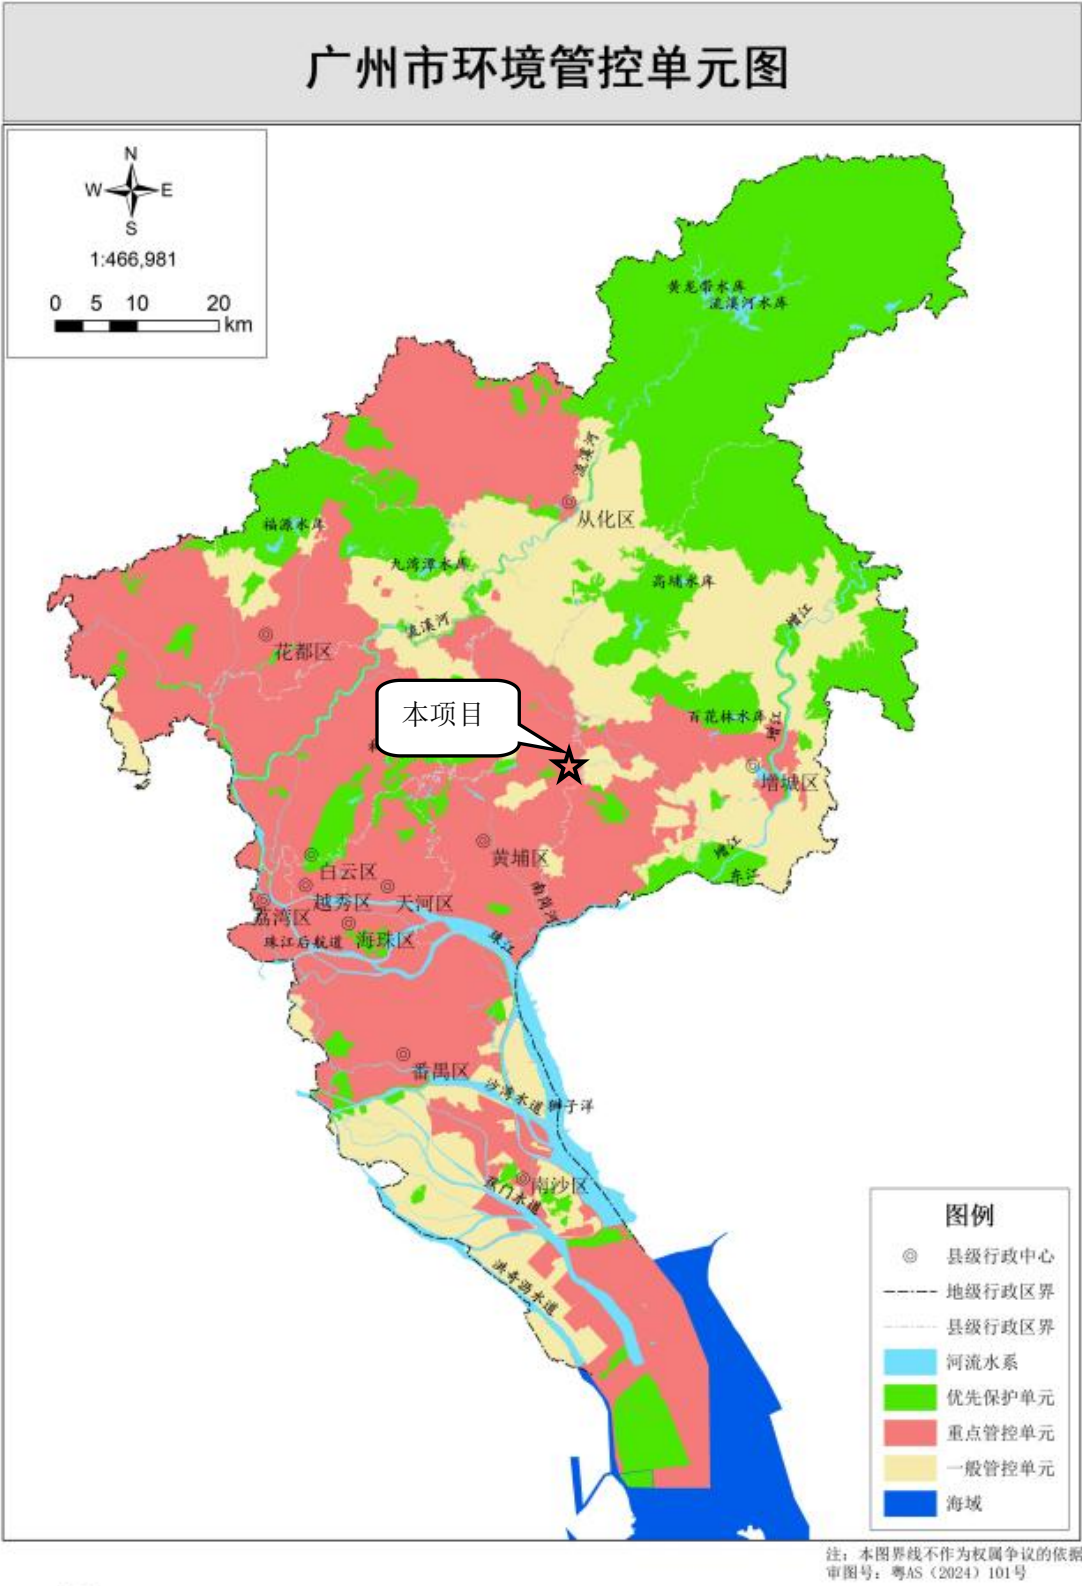 广州市环境管控单元图
N
W E
S
1:466,981
0 5 10 20
km
黄龙带水库
流溪河水库
流溪河
从化区
福源水库
九湾潭水库
高埔水库
增江
流溪河
花都区
本项目
百花林水库
增江
增城区
黄埔区
增江
白云区
东江
越秀区
天河区
南岗河
荔湾区
珠江后航道
海珠区
珠江
番禺区
沙湾水道
狮子洋
南沙区
蕉门水道
洪奇沥水道
图例
县级行政中心
地级行政区界
县级行政区界
河流水系
优先保护单元
重点管控单元
一般管控单元
海域
注：本图界线不作为权属争议的依据
审图号：粤AS（2024）101号